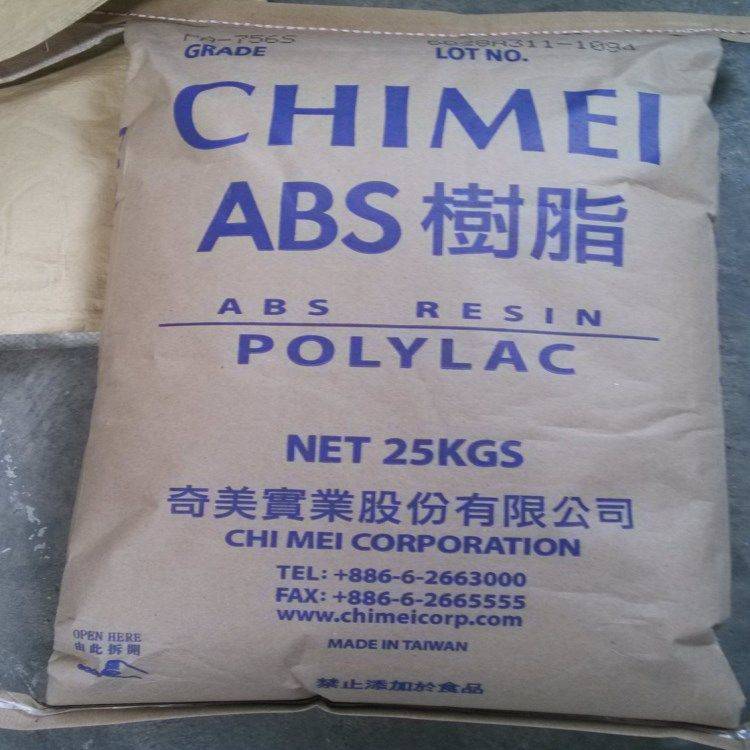 PA-756S
GRADE
LOT NO.
CHIMEI
ABS 樹脂
ABS RESIN
POLYLAC
NET 25KGS
奇美實業股份有限公司
CHI MEI CORPORATION
TEL: +886-6-2663000
FAX: +886-6-2665555
www.chimeicorp.com
MADE IN TAIWAN
OPEN HERE
由此拆開
禁止添加於食品